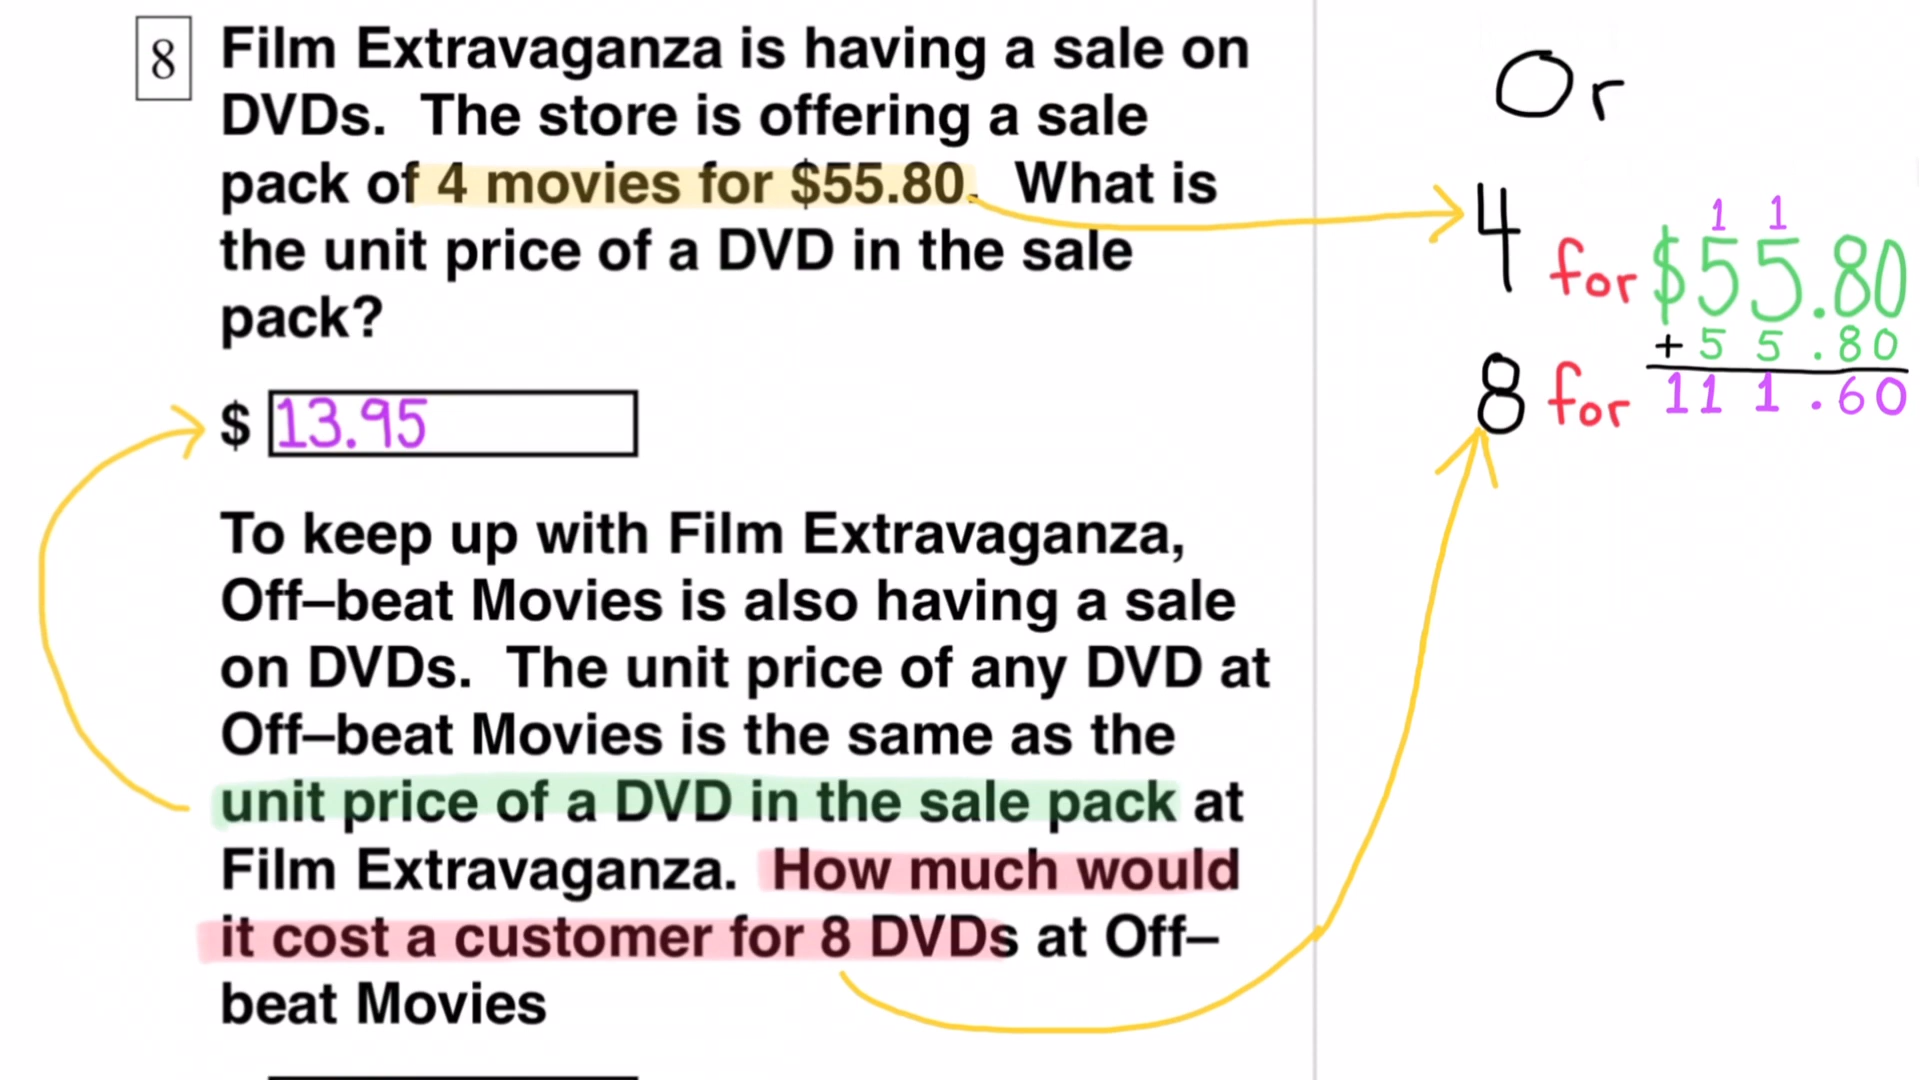 8
Film Extravaganza is having a sale on
DVDs. The store is offering a sale
pack of 4 movies for $55.80. What is
the unit price of a DVD in the sale
pack?
$ 13.95
To keep up with Film Extravaganza,
Off–beat Movies is also having a sale
on DVDs. The unit price of any DVD at
Off–beat Movies is the same as the
unit price of a DVD in the sale pack at
Film Extravaganza. How much would
it cost a customer for 8 DVDs at Off–
beat Movies
Or
1 1
4 for $55.80
+ 55.80
8 for 111.60